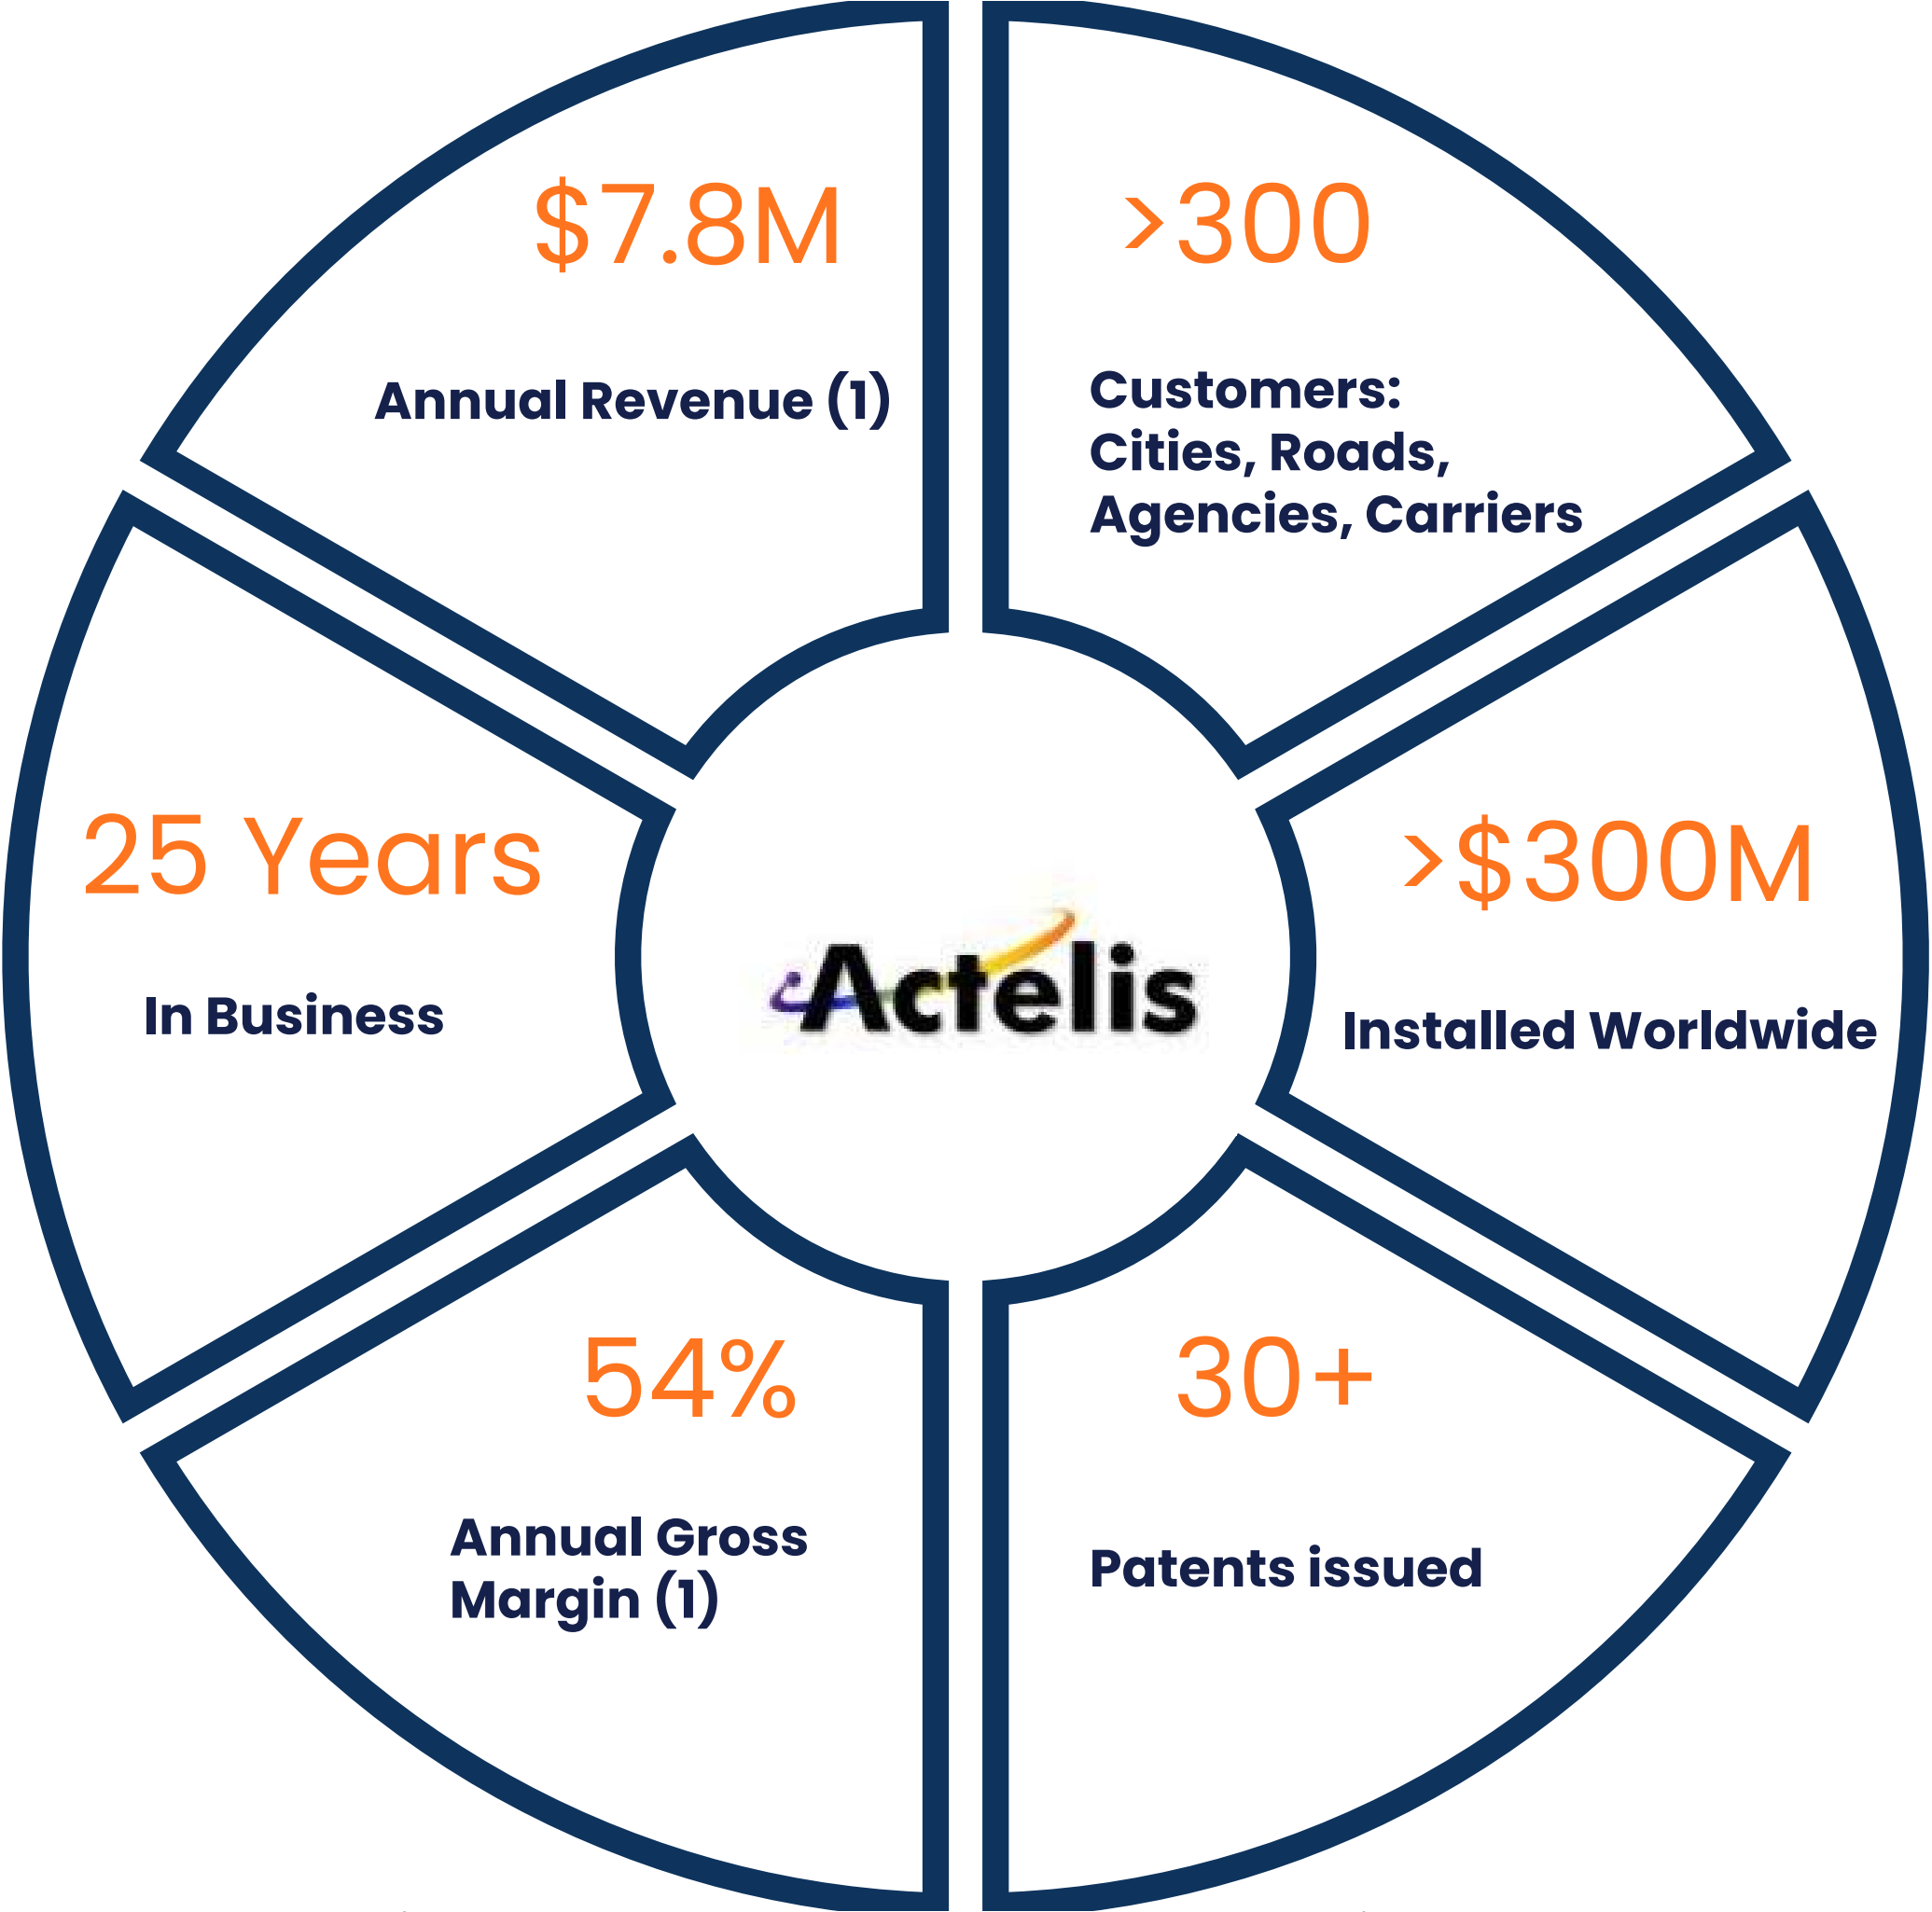 $7.8M
Annual Revenue (1)
>300
Customers:
Cities, Roads,
Agencies, Carriers
25 Years
In Business
Actelis
>$300M
Installed Worldwide
54%
Annual Gross
Margin (1)
30+
Patents issued